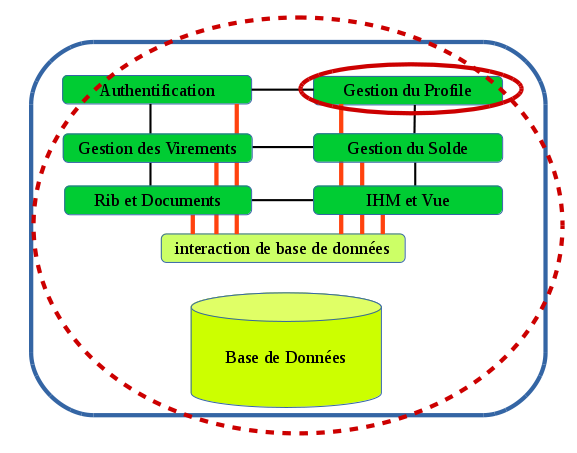 Authentification
Gestion du Profile
Gestion des Virements
Gestion du Solde
Rib et Documents
IHM et Vue
interaction de base de données
Base de Données